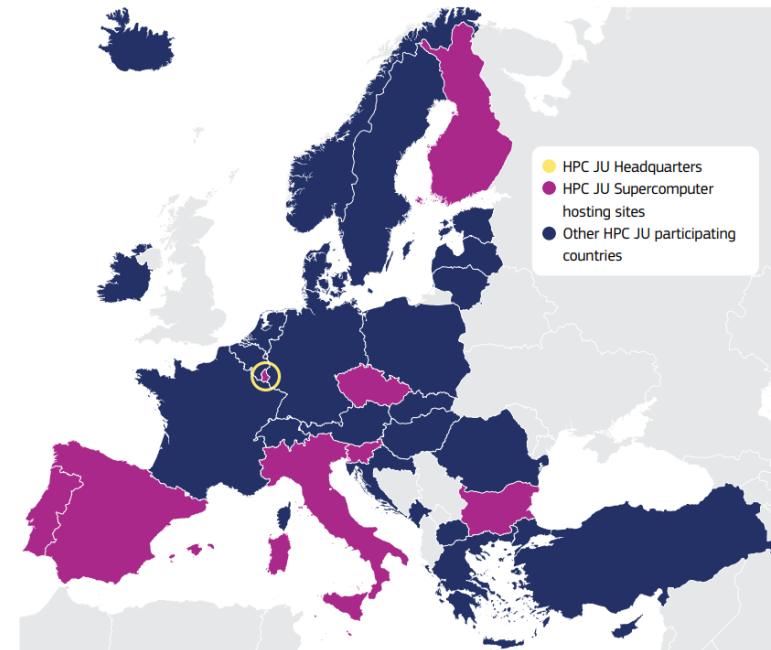 HPC JU Headquarters
HPC JU Supercomputer
hosting sites
Other HPC JU participating
countries